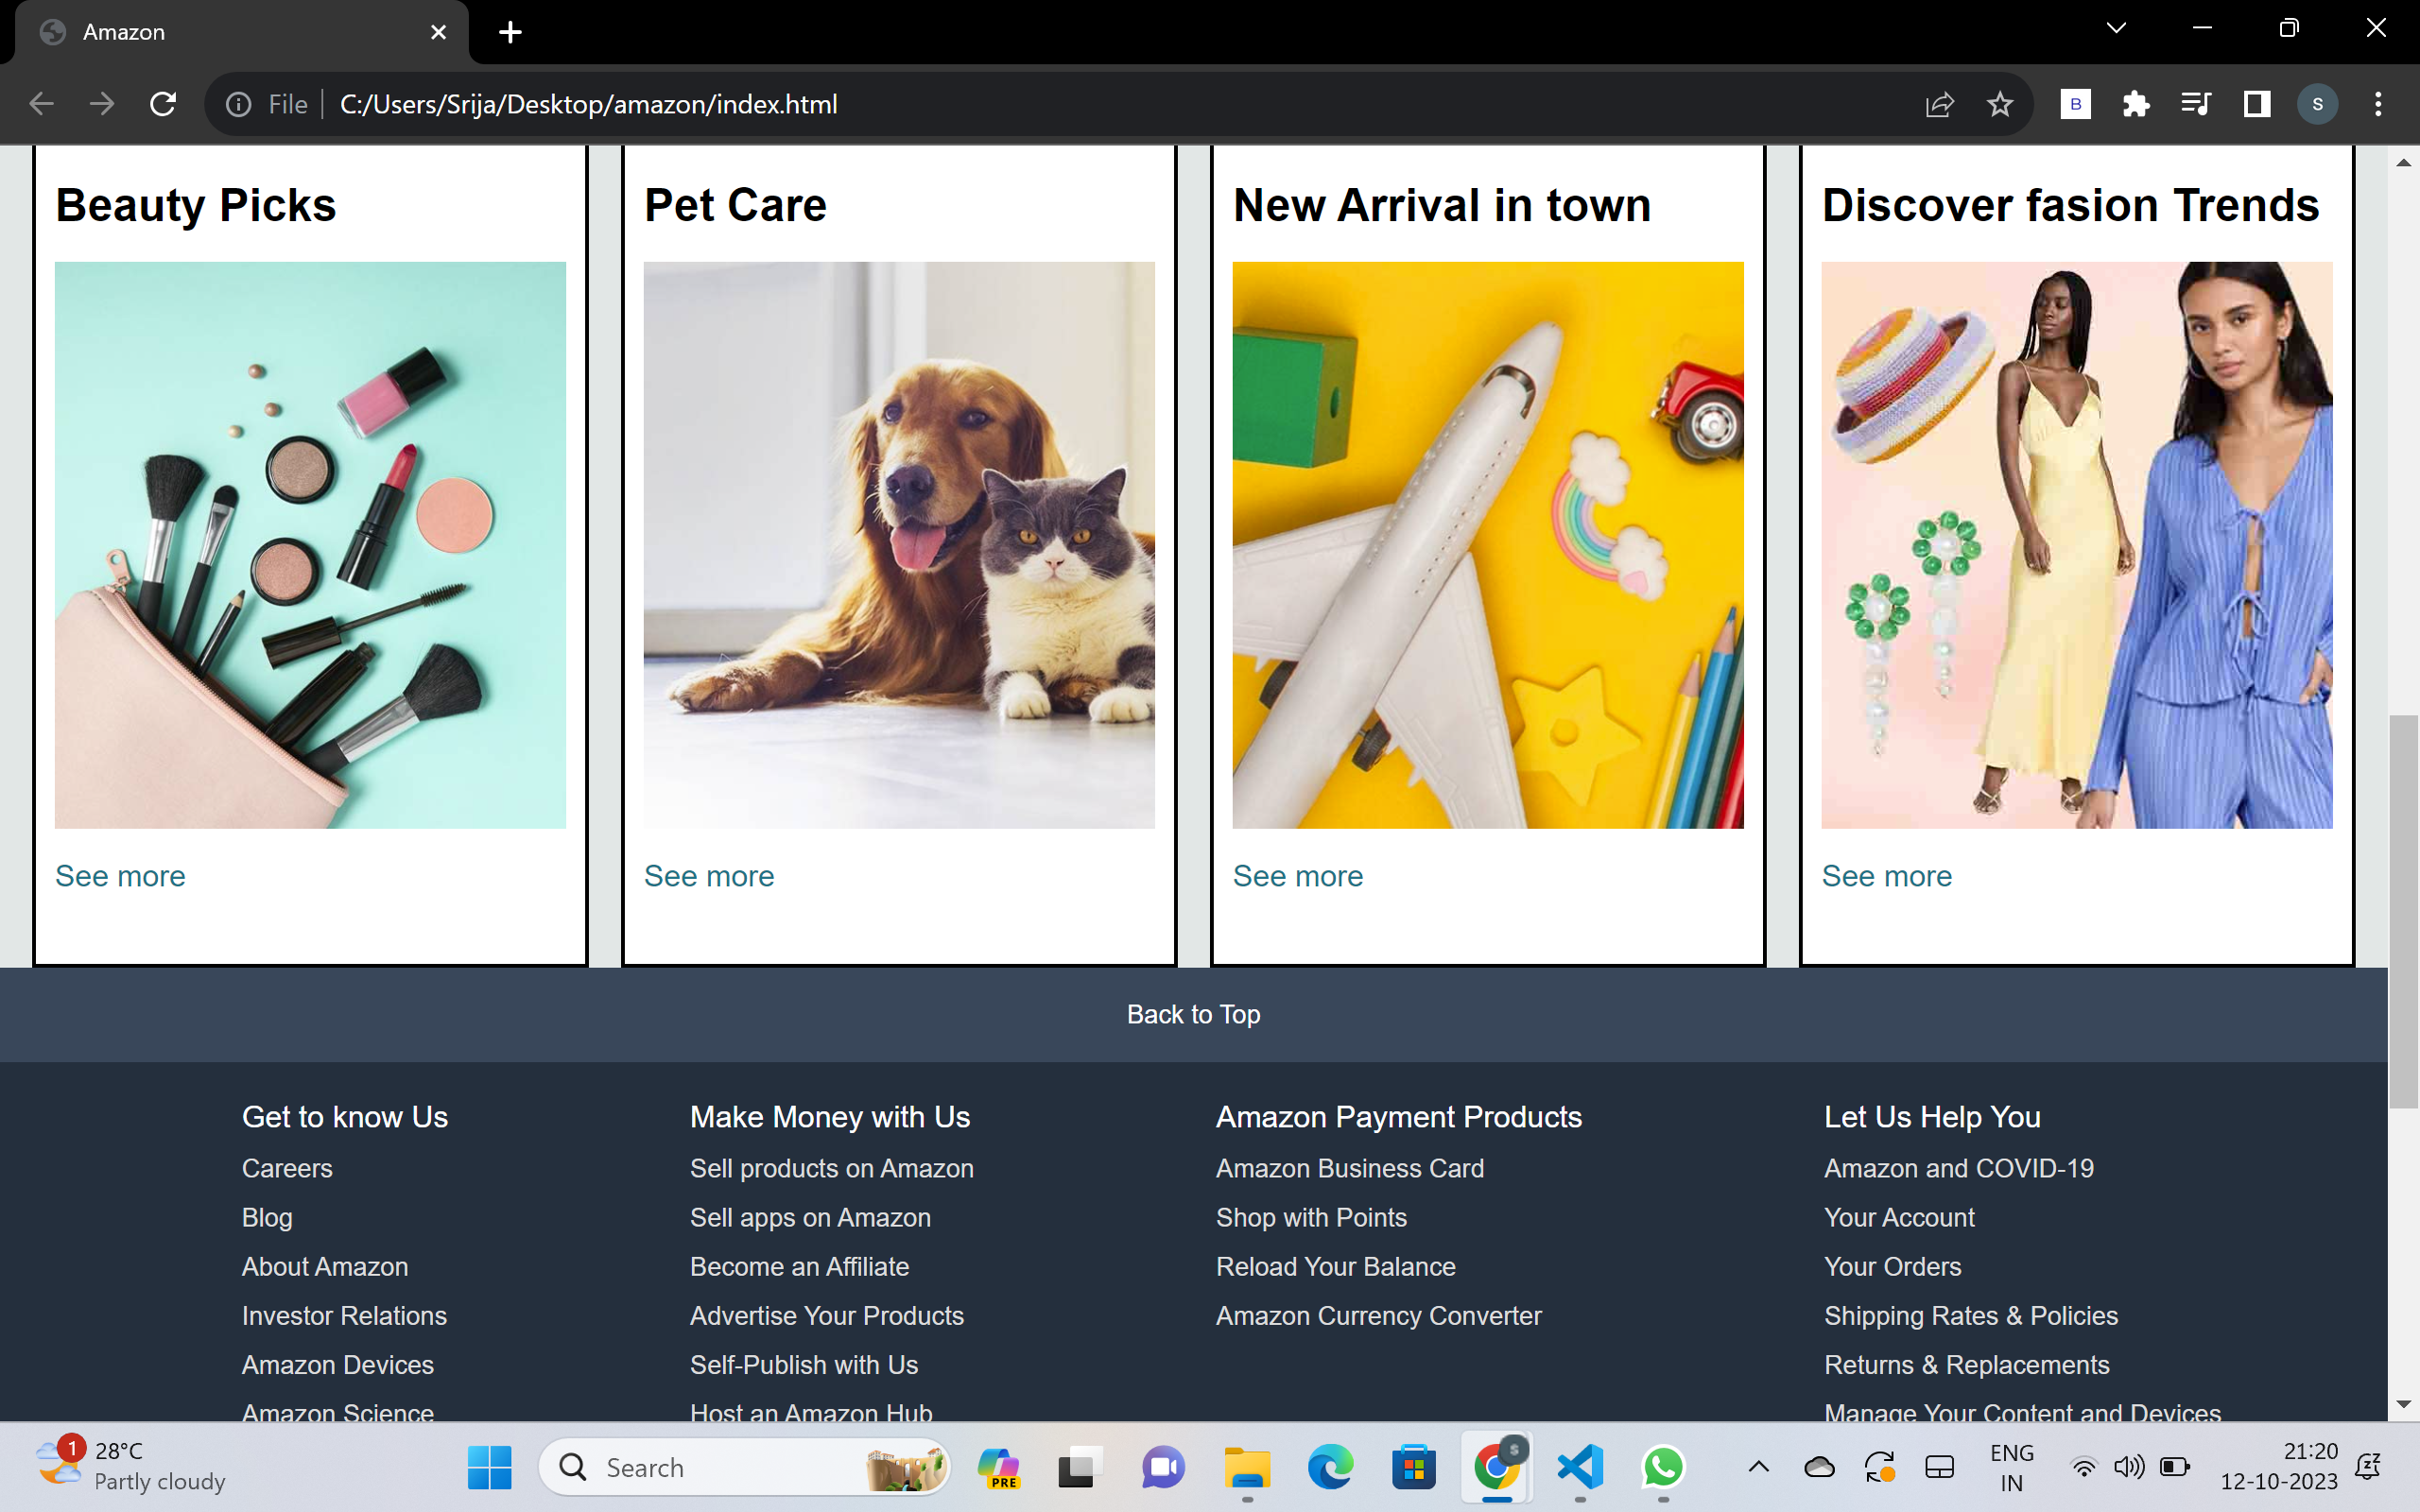 Amazon
File
C:/Users/Srija/Desktop/amazon/index.html
B
S
Beauty Picks
Pet Care
New Arrival in town
Discover fasion Trends
See more
See more
See more
See more
Back to Top
Get to know Us
Careers
Blog
About Amazon
Investor Relations
Amazon Devices
Amazon Science
Make Money with Us
Sell products on Amazon
Sell apps on Amazon
Become an Affiliate
Advertise Your Products
Self-Publish with Us
Host an Amazon Hub
Amazon Payment Products
Amazon Business Card
Shop with Points
Reload Your Balance
Amazon Currency Converter
Let Us Help You
Amazon and COVID-19
Your Account
Your Orders
Shipping Rates & Policies
Returns & Replacements
Manage Your Content and Devices
1
28°C
Partly cloudy
Search
PRE
S
ENG
IN
21:20
12-10-2023